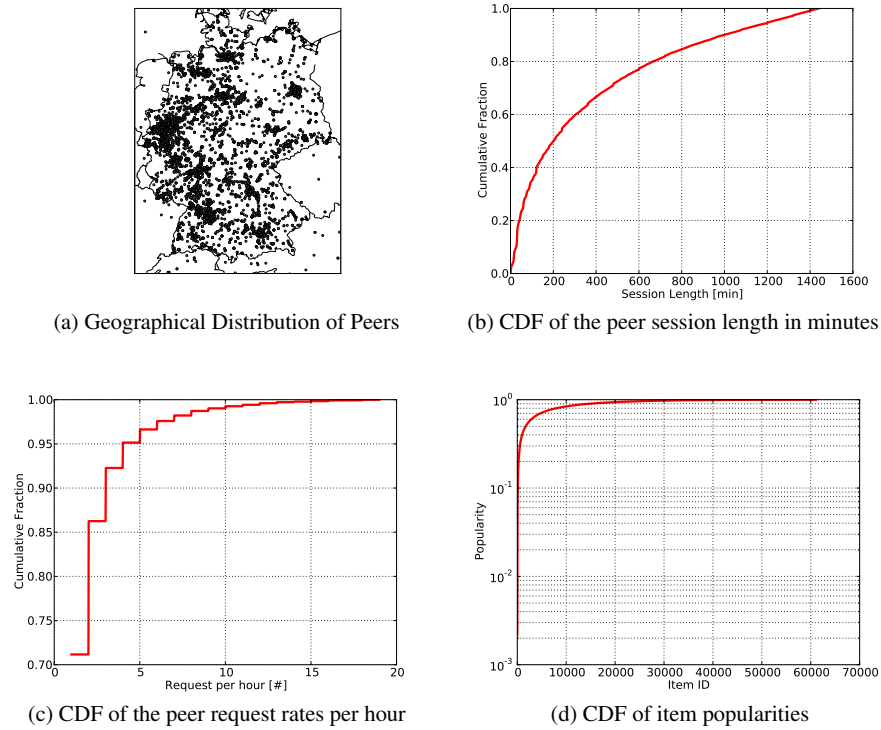 1.0
0.8
0.6
0.4
0.2
0.0
Cumulative Fraction
0 200 400 600 800 1000 1200 1400 1600
Session Length [min]
(a) Geographical Distribution of Peers
(b) CDF of the peer session length in minutes
1.00
0.95
0.90
0.85
0.80
0.75
0.70
Cumulative Fraction
0 5 10 15 20
Request per hour [#]
10^0
10^-1
10^-2
10^-3
Popularity
0 10000 20000 30000 40000 50000 60000 70000
Item ID
(c) CDF of the peer request rates per hour
(d) CDF of item popularities